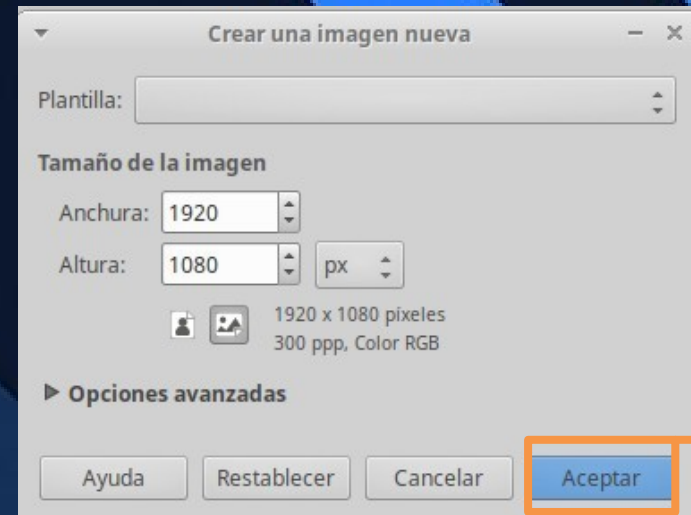 Crear una imagen nueva
Plantilla:
Tamaño de la imagen
Anchura: 1920
Altura: 1080 px
1920 x 1080 píxeles
300 ppp, Color RGB
Opciones avanzadas
Ayuda Restablecer Cancelar Aceptar